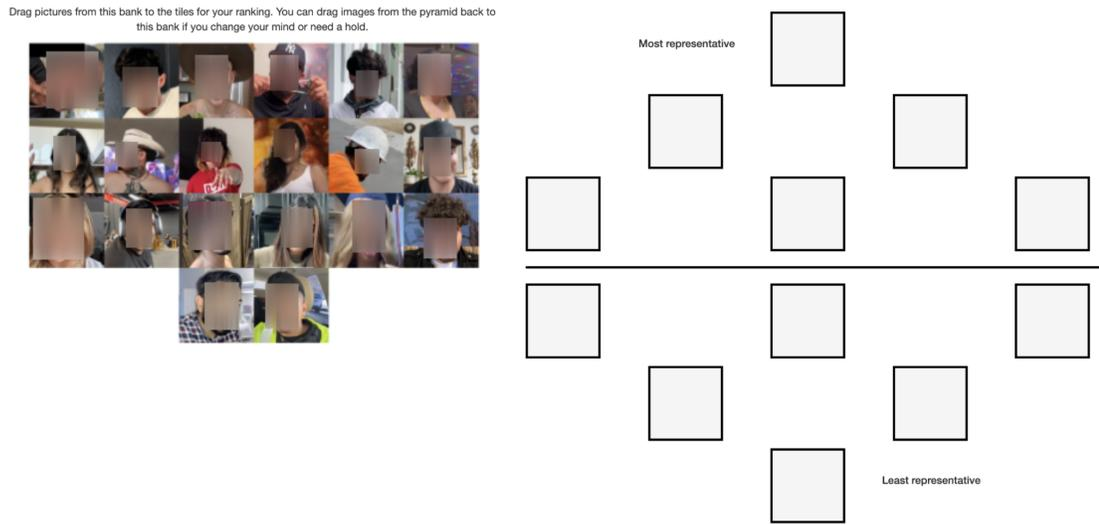 Drag pictures from this bank to the tiles for your ranking. You can drag images from the pyramid back to
this bank if you change your mind or need a hold.
Most representative
Least representative